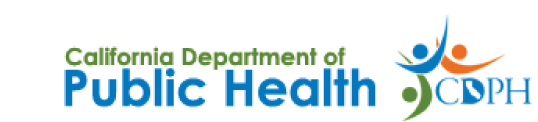 California Department of
Public Health
CDPH